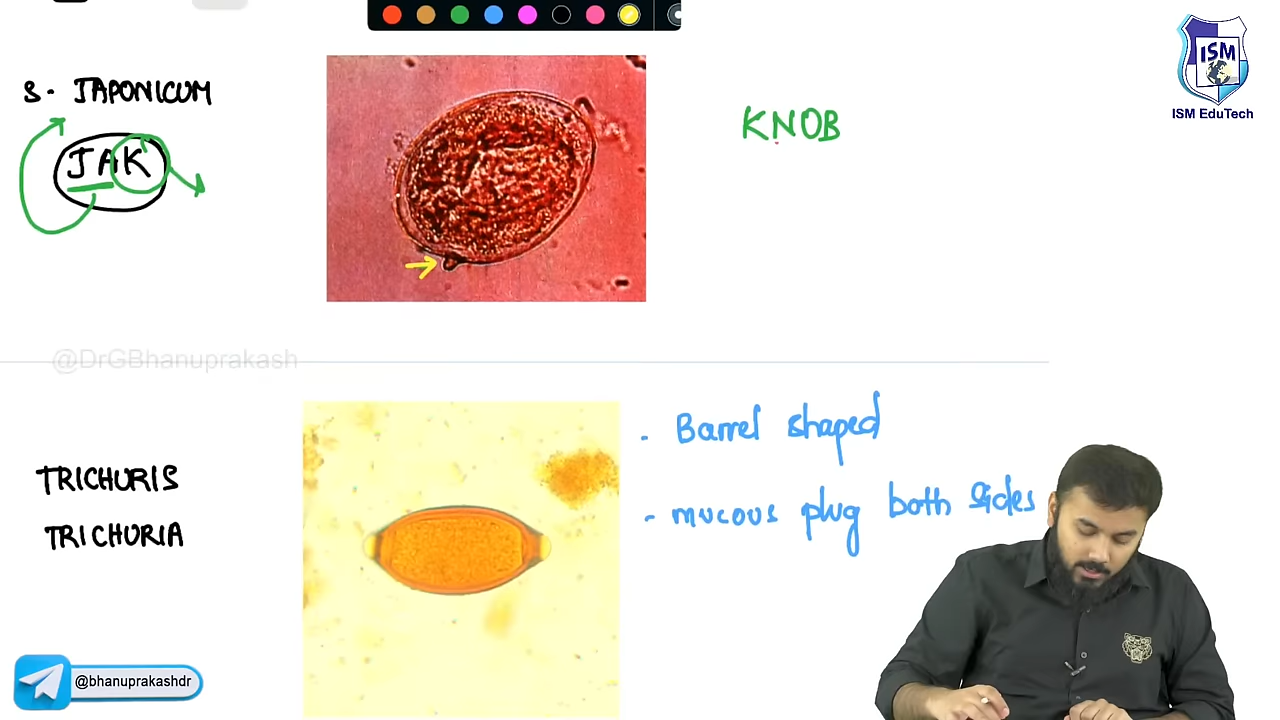 S. JAPONICUM
JAK
KNOB
ISM
ISM EduTech
@DrGBhanuprakash
TRICHURIS
TRICHURIA
- Barrel shaped
- mucous plug both sides
@bhanuprakashdr